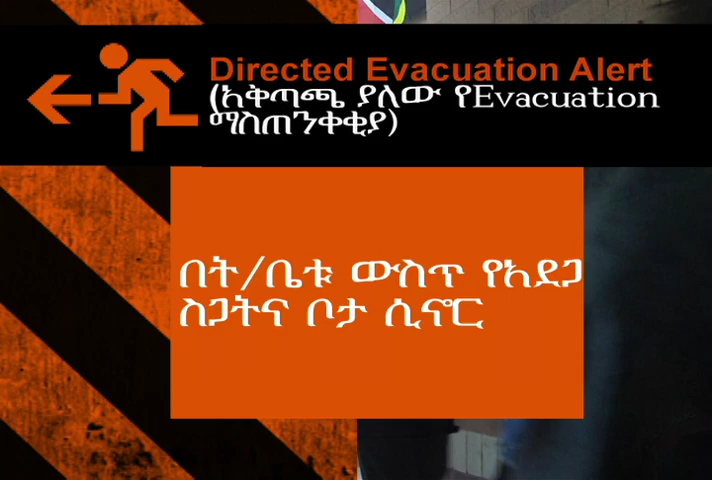 Directed Evacuation Alert
(አቅጣጫ ያለው የEvacuation
ማስጠንቀቂያ)
በት/ቤቱ ውስጥ የአደጋ
ስጋትና ቦታ ሲኖር